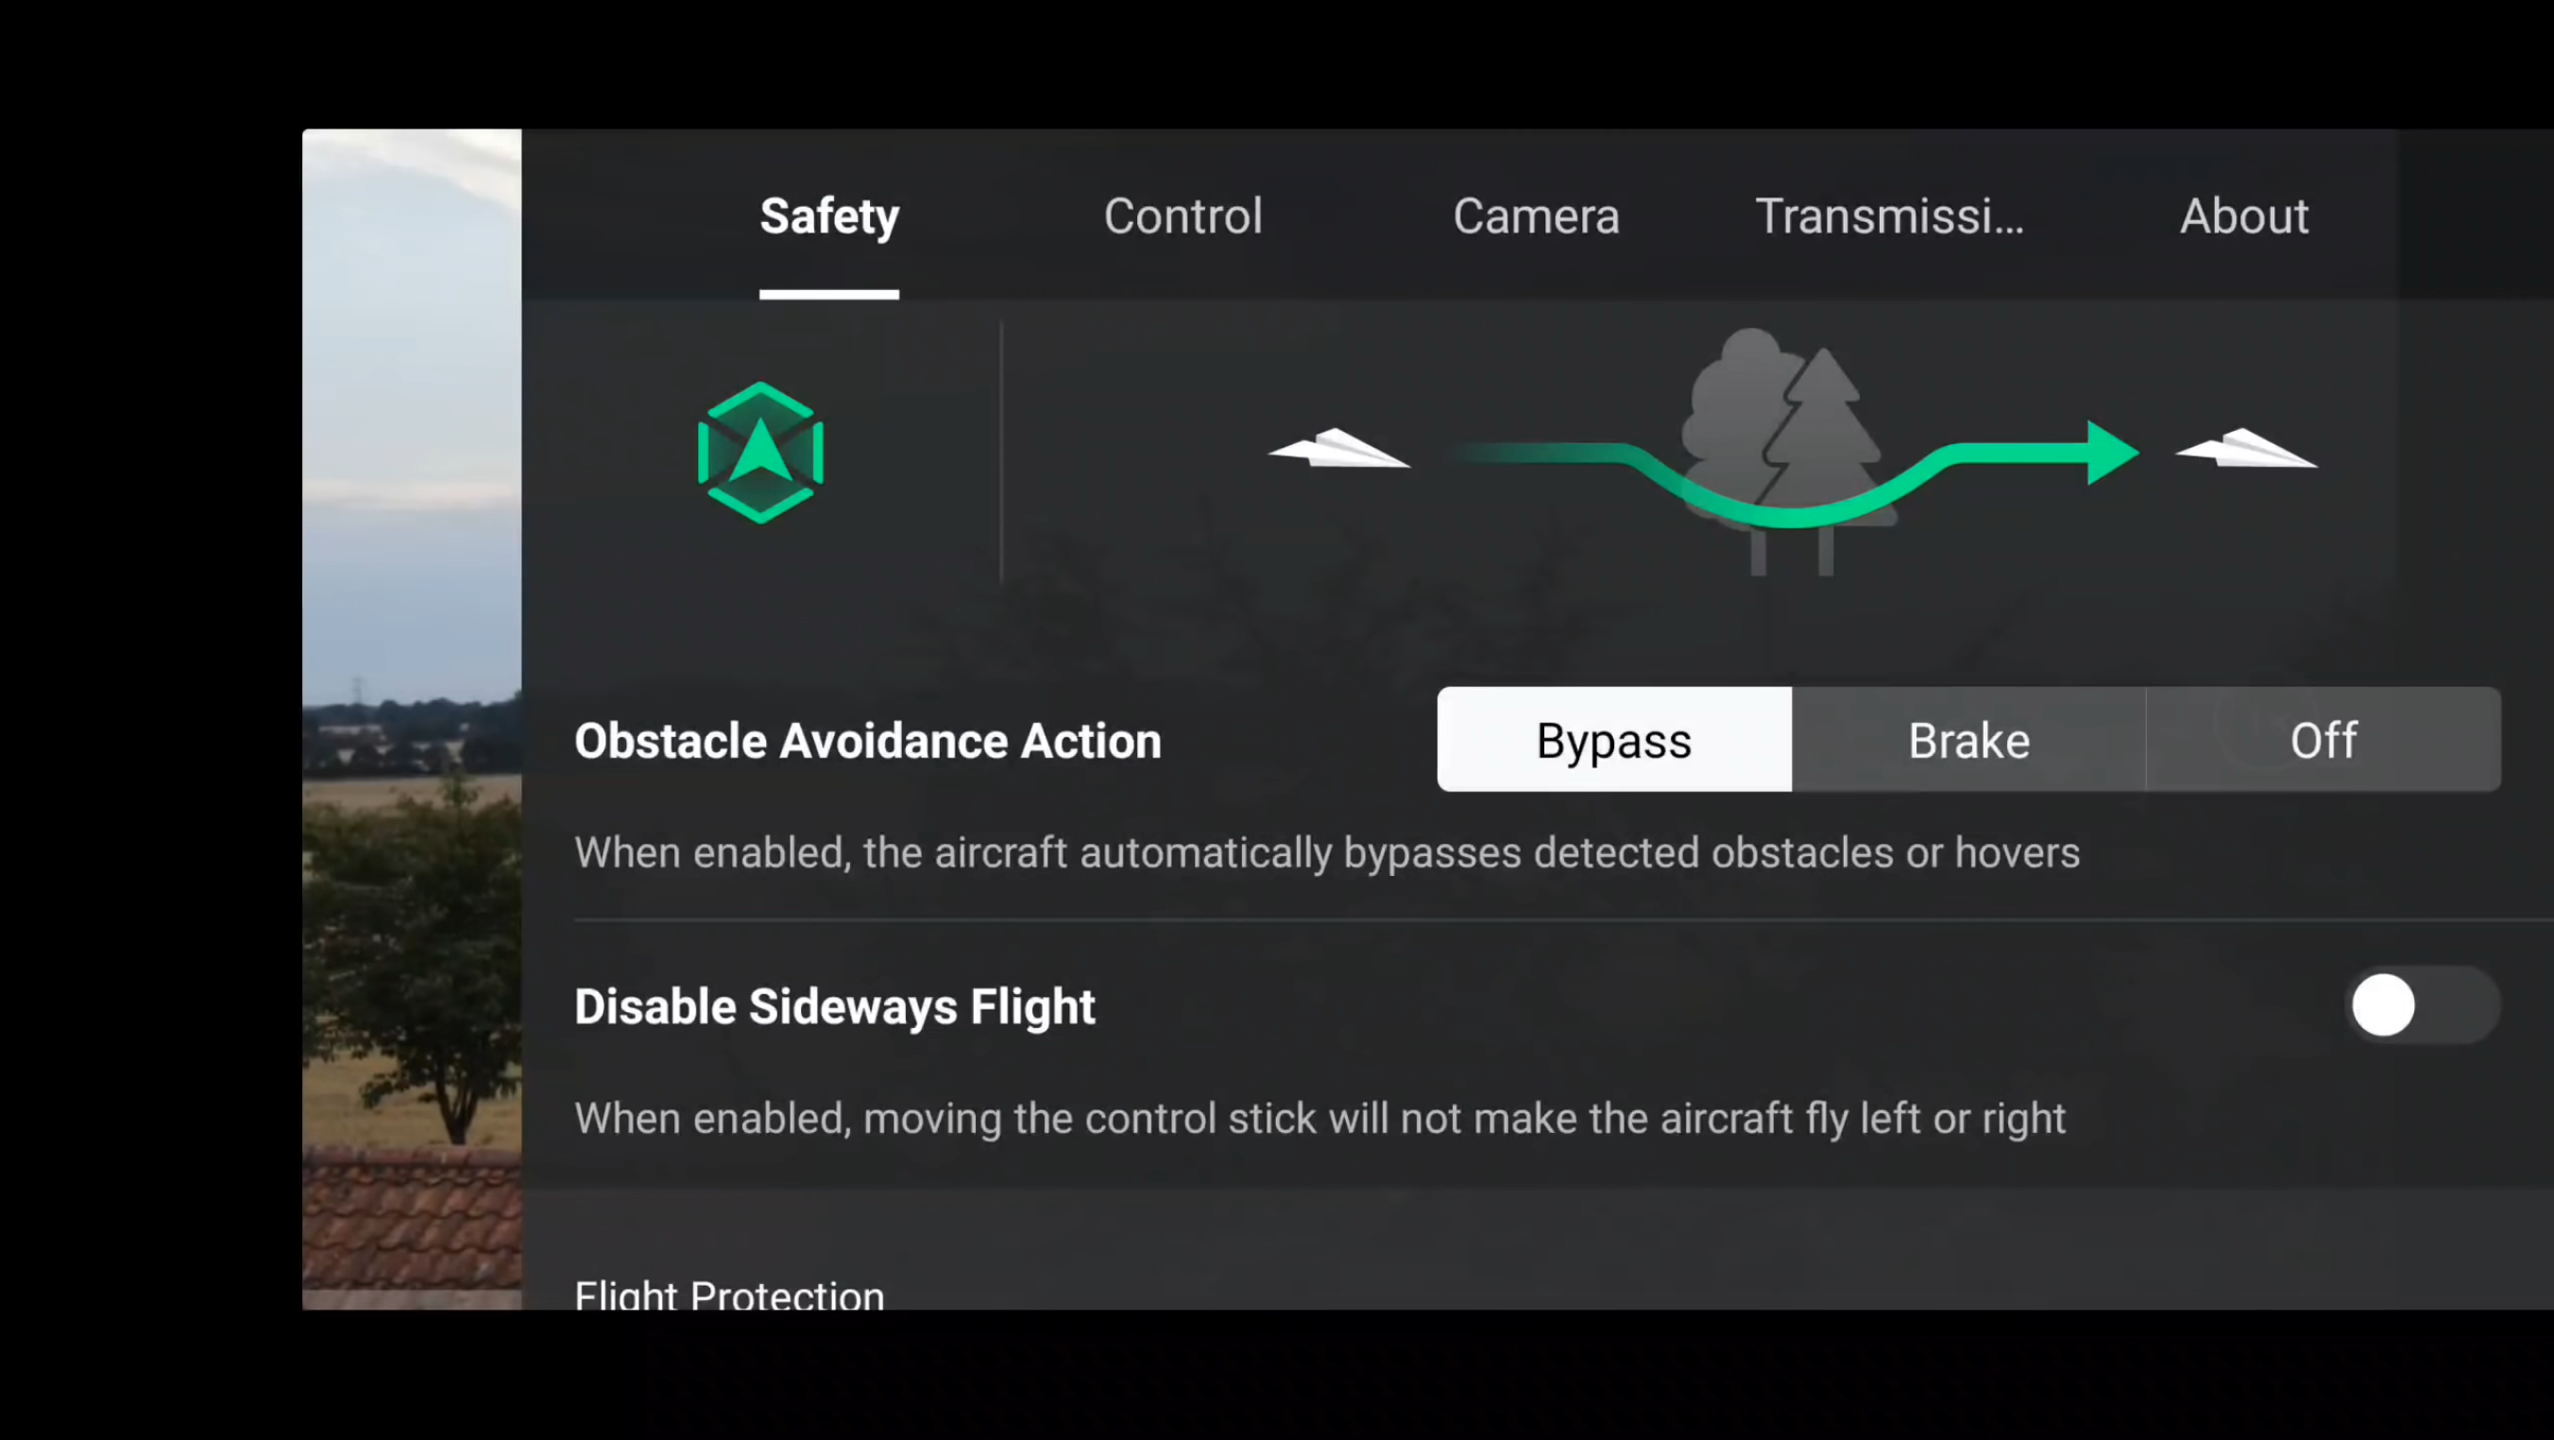 Safety Control Camera Transmissi... About
Obstacle Avoidance Action Bypass Brake Off
When enabled, the aircraft automatically bypasses detected obstacles or hovers
Disable Sideways Flight
When enabled, moving the control stick will not make the aircraft fly left or right
Flight Protection